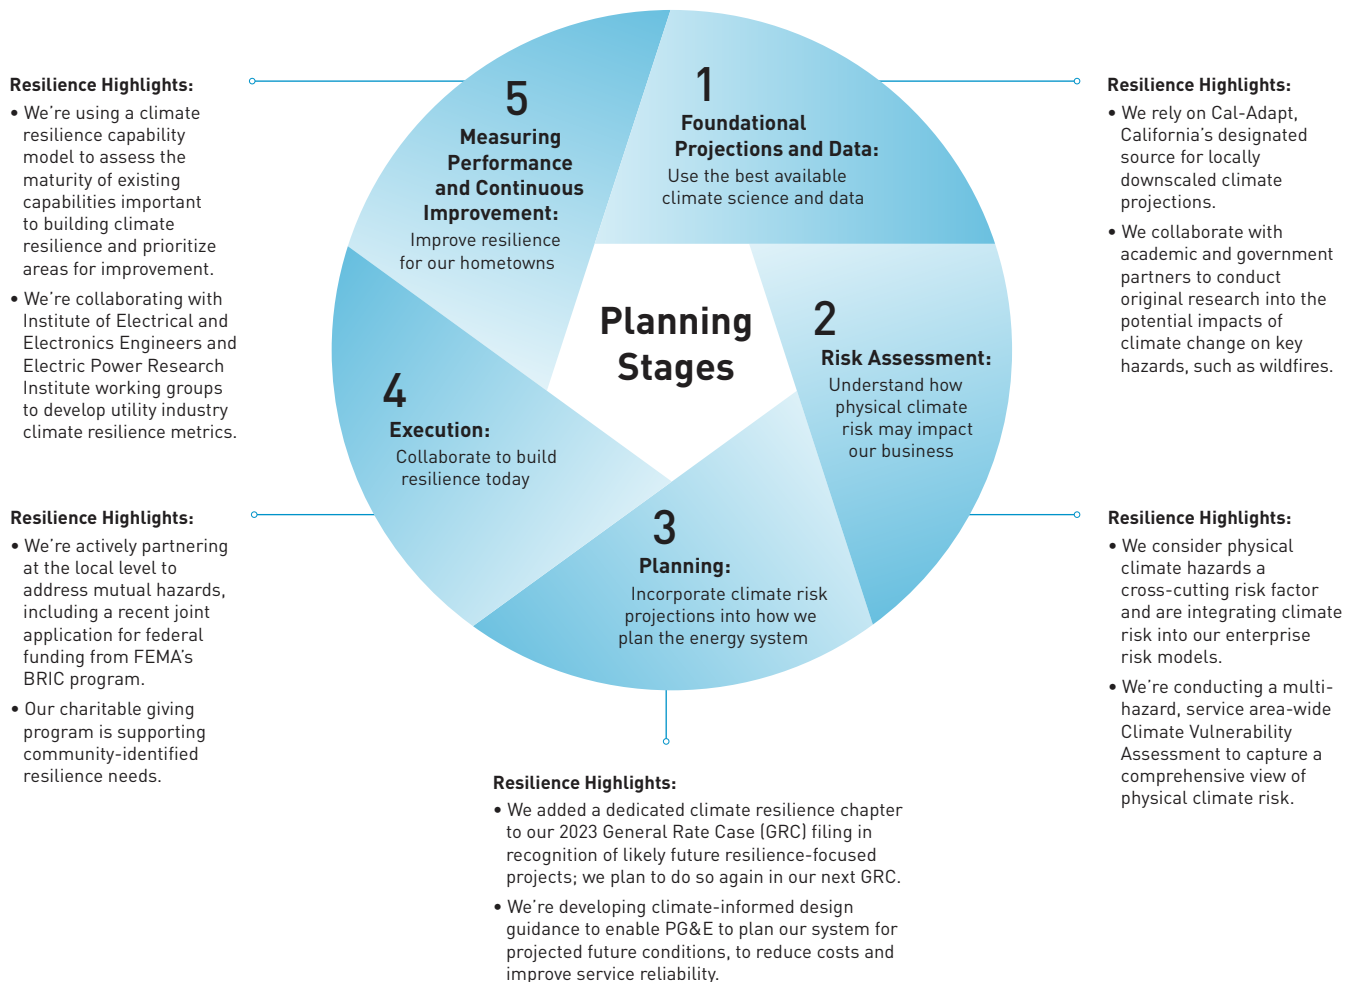 Planning
Stages
1
Foundational
Projections and Data:
Use the best available
climate science and data
Resilience Highlights:
• We rely on Cal-Adapt,
California's designated
source for locally
downscaled climate
projections.
• We collaborate with
academic and government
partners to conduct
original research into the
potential impacts of
climate change on key
hazards, such as wildfires.
2
Risk Assessment:
Understand how
physical climate
risk may impact
our business
Resilience Highlights:
• We consider physical
climate hazards a
cross-cutting risk factor
and are integrating climate
risk into our enterprise
risk models.
• We're conducting a multi-
hazard, service area-wide
Climate Vulnerability
Assessment to capture a
comprehensive view of
physical climate risk.
3
Planning:
Incorporate climate risk
projections into how we
plan the energy system
Resilience Highlights:
• We added a dedicated climate resilience chapter
to our 2023 General Rate Case (GRC) filing in
recognition of likely future resilience-focused
projects; we plan to do so again in our next GRC.
• We're developing climate-informed design
guidance to enable PG&E to plan our system for
projected future conditions, to reduce costs and
improve service reliability.
4
Execution:
Collaborate to build
resilience today
Resilience Highlights:
• We're actively partnering
at the local level to
address mutual hazards,
including a recent joint
application for federal
funding from FEMA's
BRIC program.
• Our charitable giving
program is supporting
community-identified
resilience needs.
5
Measuring
Performance
and Continuous
Improvement:
Improve resilience
for our hometowns
Resilience Highlights:
• We're using a climate
resilience capability
model to assess the
maturity of existing
capabilities important
to building climate
resilience and prioritize
areas for improvement.
• We're collaborating with
Institute of Electrical and
Electronics Engineers and
Electric Power Research
Institute working groups
to develop utility industry
climate resilience metrics.